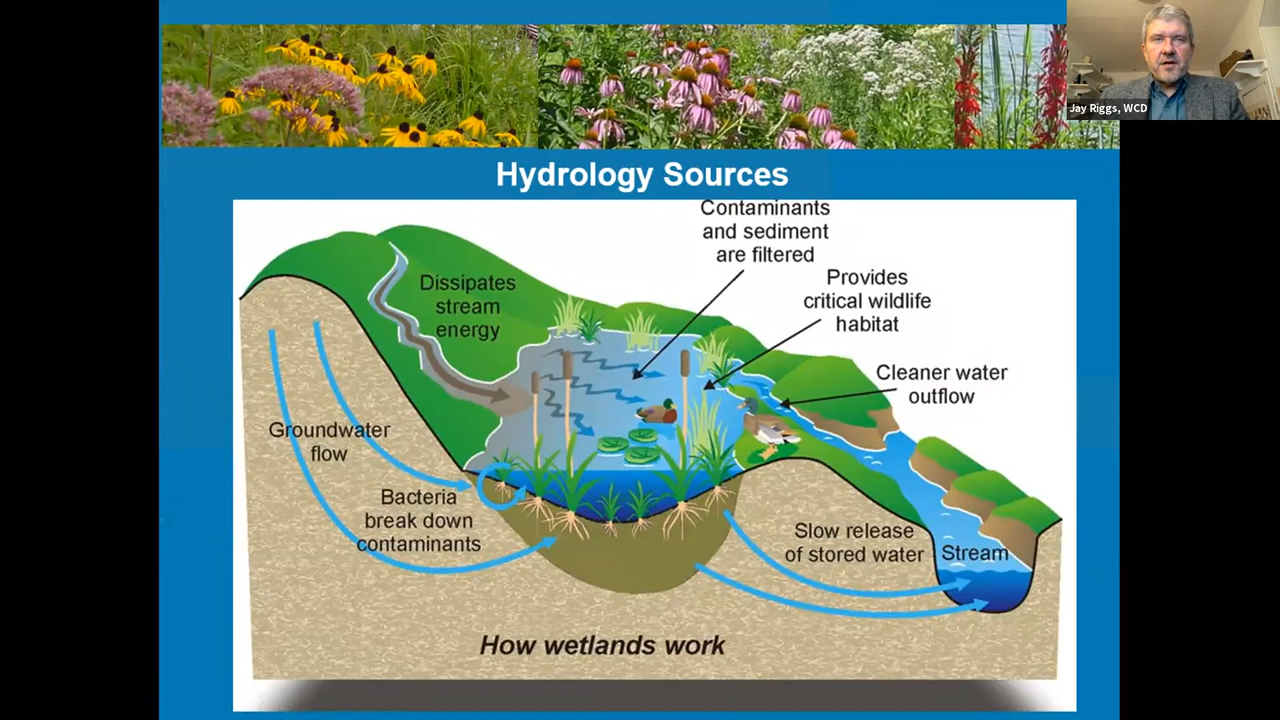 Jay Riggs, WCD
Hydrology Sources
Contaminants
and sediment
are filtered
Provides
critical wildlife
habitat
Dissipates
stream
energy
Cleaner water
outflow
Groundwater
flow
Bacteria
break down
contaminants
Slow release
of stored water
Stream
How wetlands work